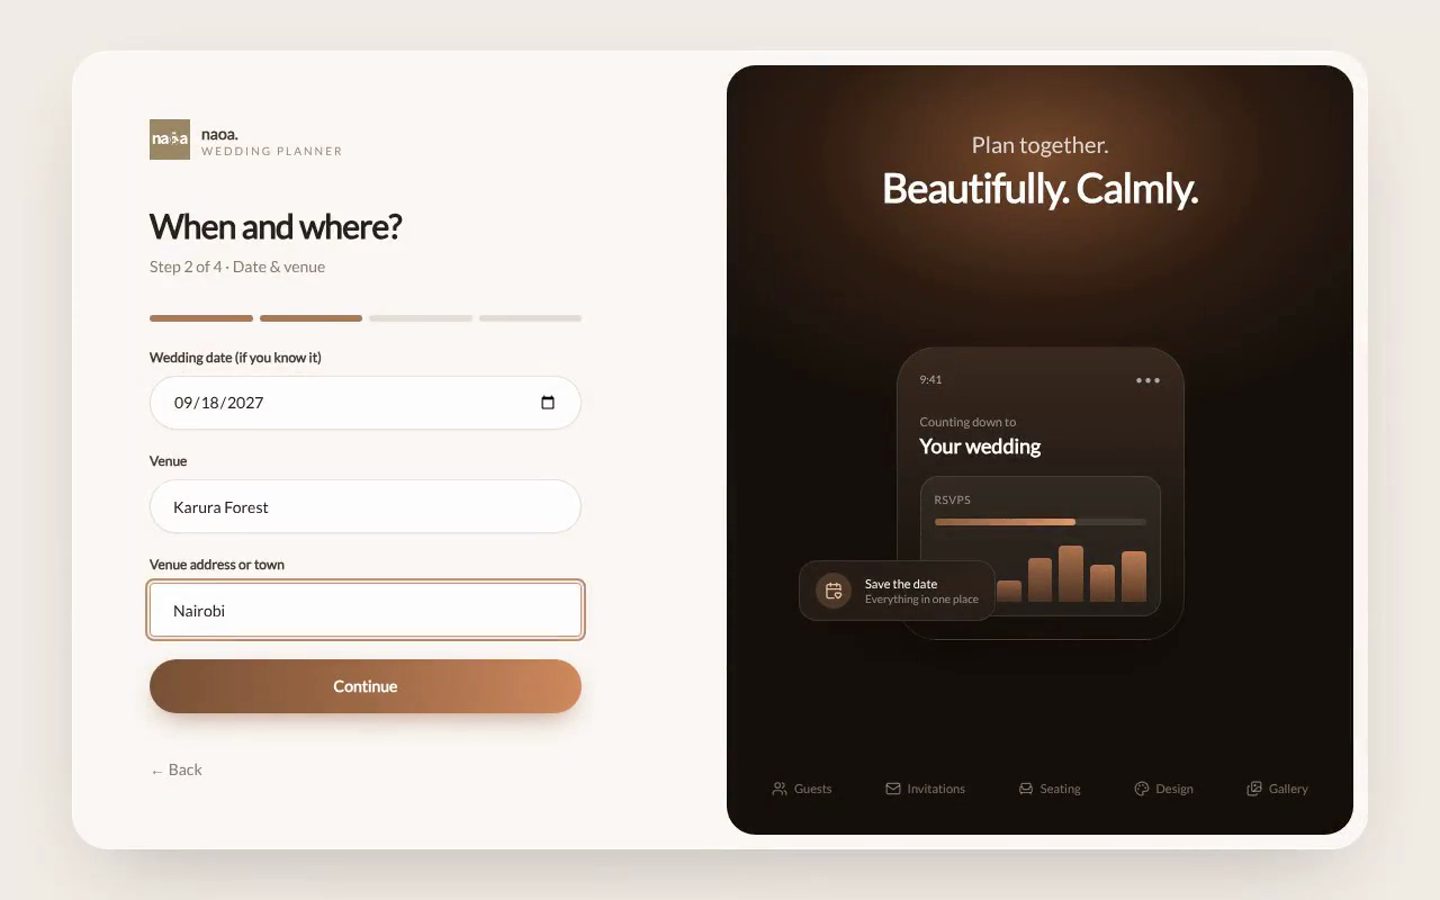 naoa.
WEDDING PLANNER
When and where?
Step 2 of 4 · Date & venue
Wedding date (if you know it)
09/18/2027
Venue
Karura Forest
Venue address or town
Nairobi
Continue
← Back
Plan together.
Beautifully. Calmly.
9:41
Counting down to
Your wedding
RSVPS
Save the date
Everything in one place
Guests
Invitations
Seating
Design
Gallery